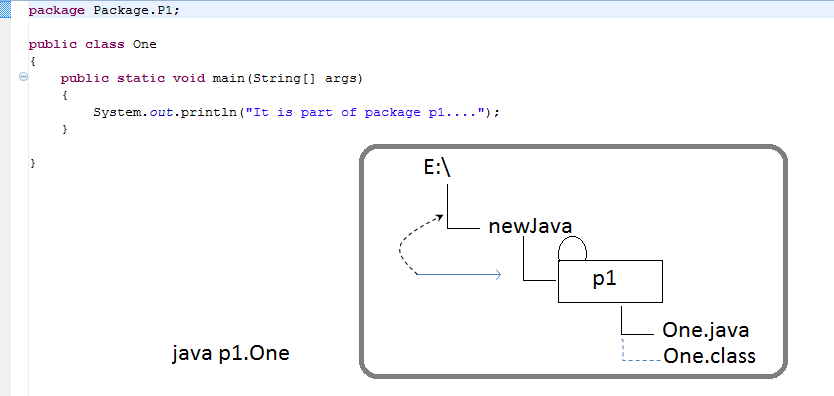 package Package.P1;
public class One
{
public static void main(String[] args)
{
System.out.println("It is part of package p1....");
}
}
E:\
newJava
p1
One.java
java p1.One
One.class